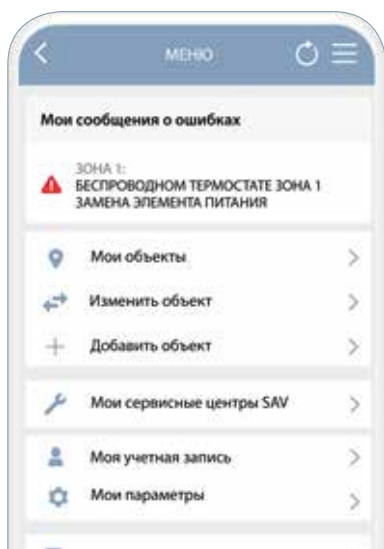 МЕНЮ
Мои сообщения о ошибках
ЗОНА 1:
БЕСПРОВОДНОМ ТЕРМОСТАТЕ ЗОНА 1
ЗАМЕНА ЭЛЕМЕНТА ПИТАНИЯ
Мои объекты
Изменить объект
Добавить объект
Мои сервисные центры SAV
Моя учетная запись
Мои параметры